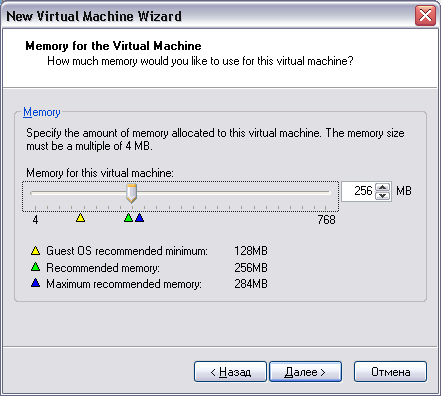 New Virtual Machine Wizard
Memory for the Virtual Machine
How much memory would you like to use for this virtual machine?
Memory
Specify the amount of memory allocated to this virtual machine. The memory size
must be a multiple of 4 MB.
Memory for this virtual machine:
256 MB
4 768
Guest OS recommended minimum: 128MB
Recommended memory: 256MB
Maximum recommended memory: 284MB
< Назад Далее > Отмена